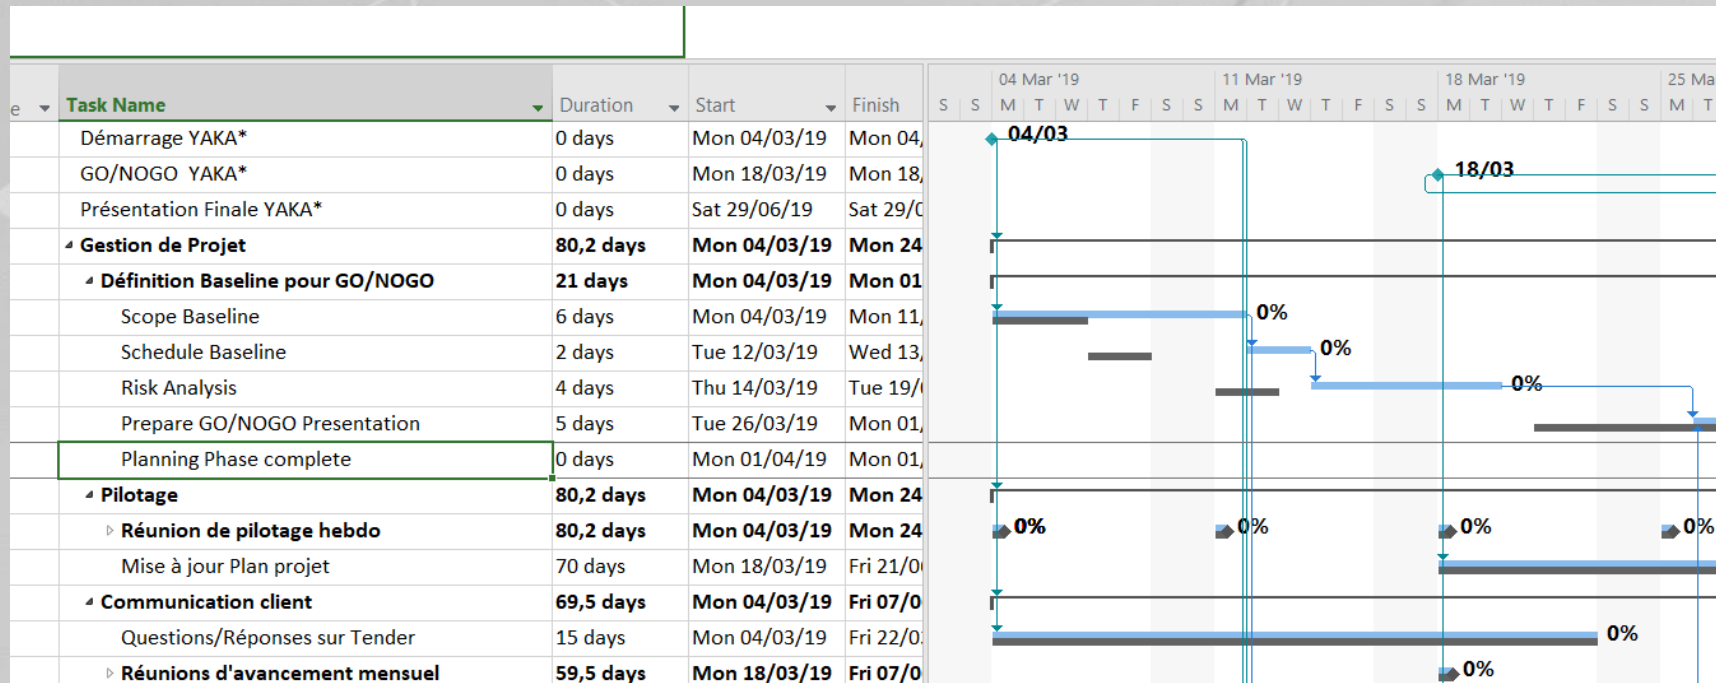 04 Mar '19 11 Mar '19 18 Mar '19 25 Ma
e Task Name Duration Start Finish S S M T W T F S S M T W T F S S M T W T F S S M T
Démarrage YAKA* 0 days Mon 04/03/19 Mon 04/ 04/03
GO/NOGO YAKA* 0 days Mon 18/03/19 Mon 18/ 18/03
Présentation Finale YAKA* 0 days Sat 29/06/19 Sat 29/0
Gestion de Projet 80,2 days Mon 04/03/19 Mon 24
Définition Baseline pour GO/NOGO 21 days Mon 04/03/19 Mon 01
Scope Baseline 6 days Mon 04/03/19 Mon 11/ 0%
Schedule Baseline 2 days Tue 12/03/19 Wed 13/ 0%
Risk Analysis 4 days Thu 14/03/19 Tue 19/0 0%
Prepare GO/NOGO Presentation 5 days Tue 26/03/19 Mon 01/
Planning Phase complete 0 days Mon 01/04/19 Mon 01/
Pilotage 80,2 days Mon 04/03/19 Mon 24
Réunion de pilotage hebdo 80,2 days Mon 04/03/19 Mon 24 0% 0% 0% 0%
Mise à jour Plan projet 70 days Mon 18/03/19 Fri 21/0
Communication client 69,5 days Mon 04/03/19 Fri 07/0
Questions/Réponses sur Tender 15 days Mon 04/03/19 Fri 22/0 0%
Réunions d'avancement mensuel 59,5 days Mon 18/03/19 Fri 07/0 0%